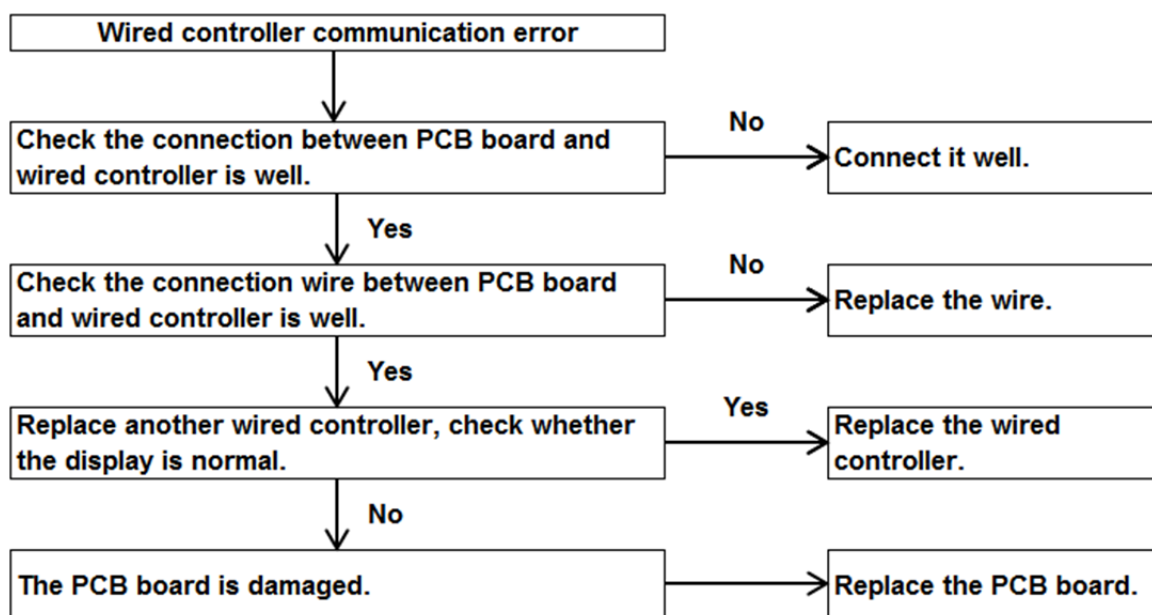 Wired controller communication error
Check the connection between PCB board and
wired controller is well.
No
Connect it well.
Yes
Check the connection wire between PCB board
and wired controller is well.
No
Replace the wire.
Yes
Replace another wired controller, check whether
the display is normal.
Yes
Replace the wired
controller.
No
The PCB board is damaged.
Replace the PCB board.